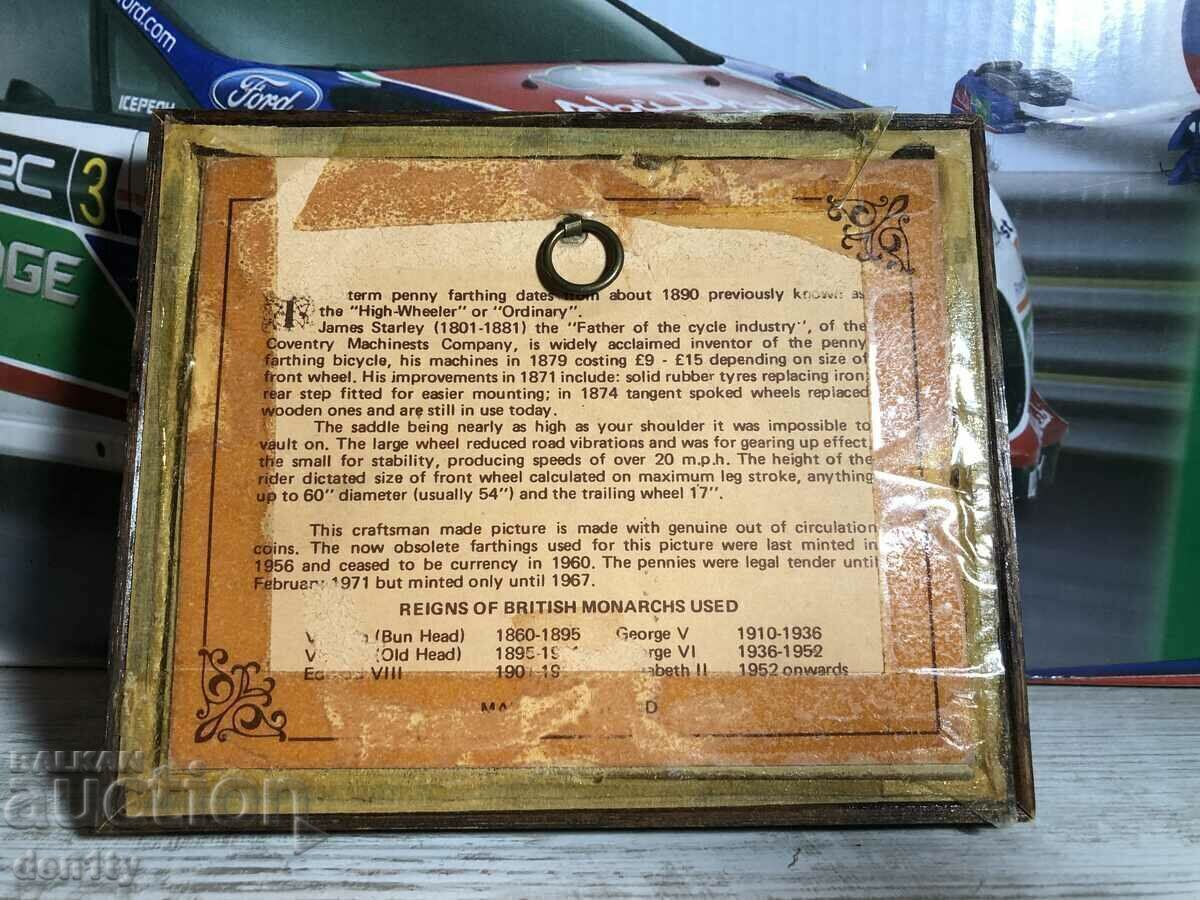 ford.com
Ford
ICEPEAK
3
term penny farthing dates from about 1890 previously known as
the "High-Wheeler" or "Ordinary".
James Starley (1801-1881) the "Father of the cycle industry", of the
Coventry Machinests Company, is widely acclaimed inventor of the penny
farthing bicycle, his machines in 1879 costing £9 - £15 depending on size of
front wheel. His improvements in 1871 include: solid rubber tyres replacing iron;
rear step fitted for easier mounting; in 1874 tangent spoked wheels replaced
wooden ones and are still in use today.
The saddle being nearly as high as your shoulder it was impossible to
vault on. The large wheel reduced road vibrations and was for gearing up effect,
the small for stability, producing speeds of over 20 m.p.h. The height of the
rider dictated size of front wheel calculated on maximum leg stroke, anything
up to 60" diameter (usually 54") and the trailing wheel 17".
This craftsman made picture is made with genuine out of circulation
coins. The now obsolete farthings used for this picture were last minted in
1956 and ceased to be currency in 1960. The pennies were legal tender until
February 1971 but minted only until 1967.
REIGNS OF BRITISH MONARCHS USED
(Bun Head) 1860-1895 George V 1910-1936
(Old Head) 1895- VI 1936-1952
VIII II 1952 onwards
BALKAN
auction
den1ty